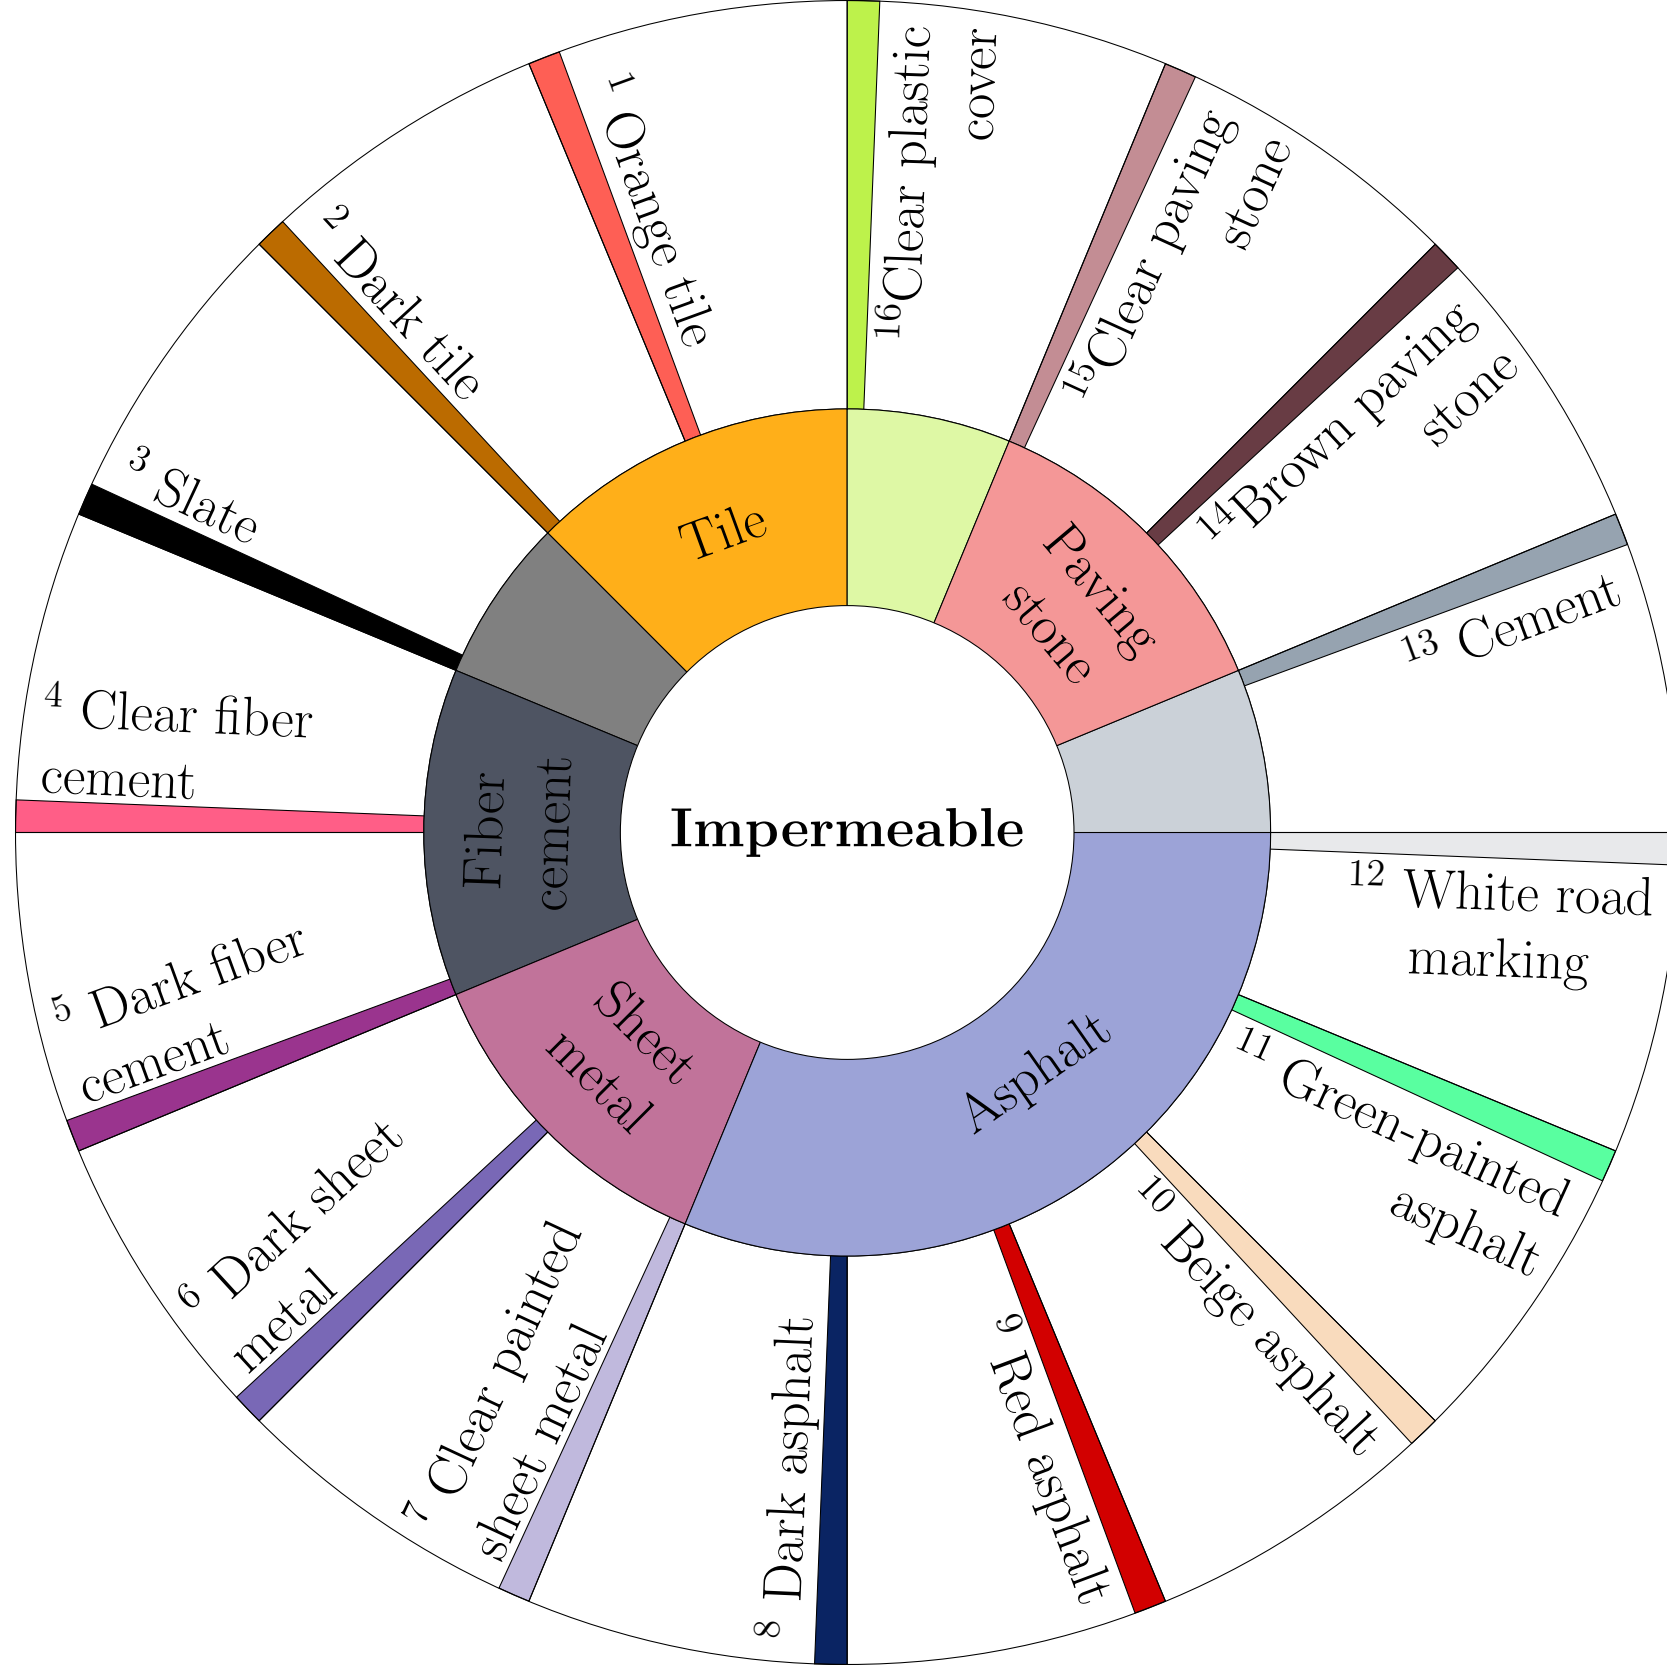 Impermeable
Tile
Fiber
cement
Sheet
metal
Asphalt
Paving
stone
1 Orange tile
2 Dark tile
3 Slate
4 Clear fiber
cement
5 Dark fiber
cement
6 Dark sheet
metal
7 Clear painted
sheet metal
8 Dark asphalt
9 Red asphalt
10 Beige asphalt
11 Green-painted
asphalt
12 White road
marking
13 Cement
14 Brown paving
stone
15 Clear paving
stone
16 Clear plastic
cover